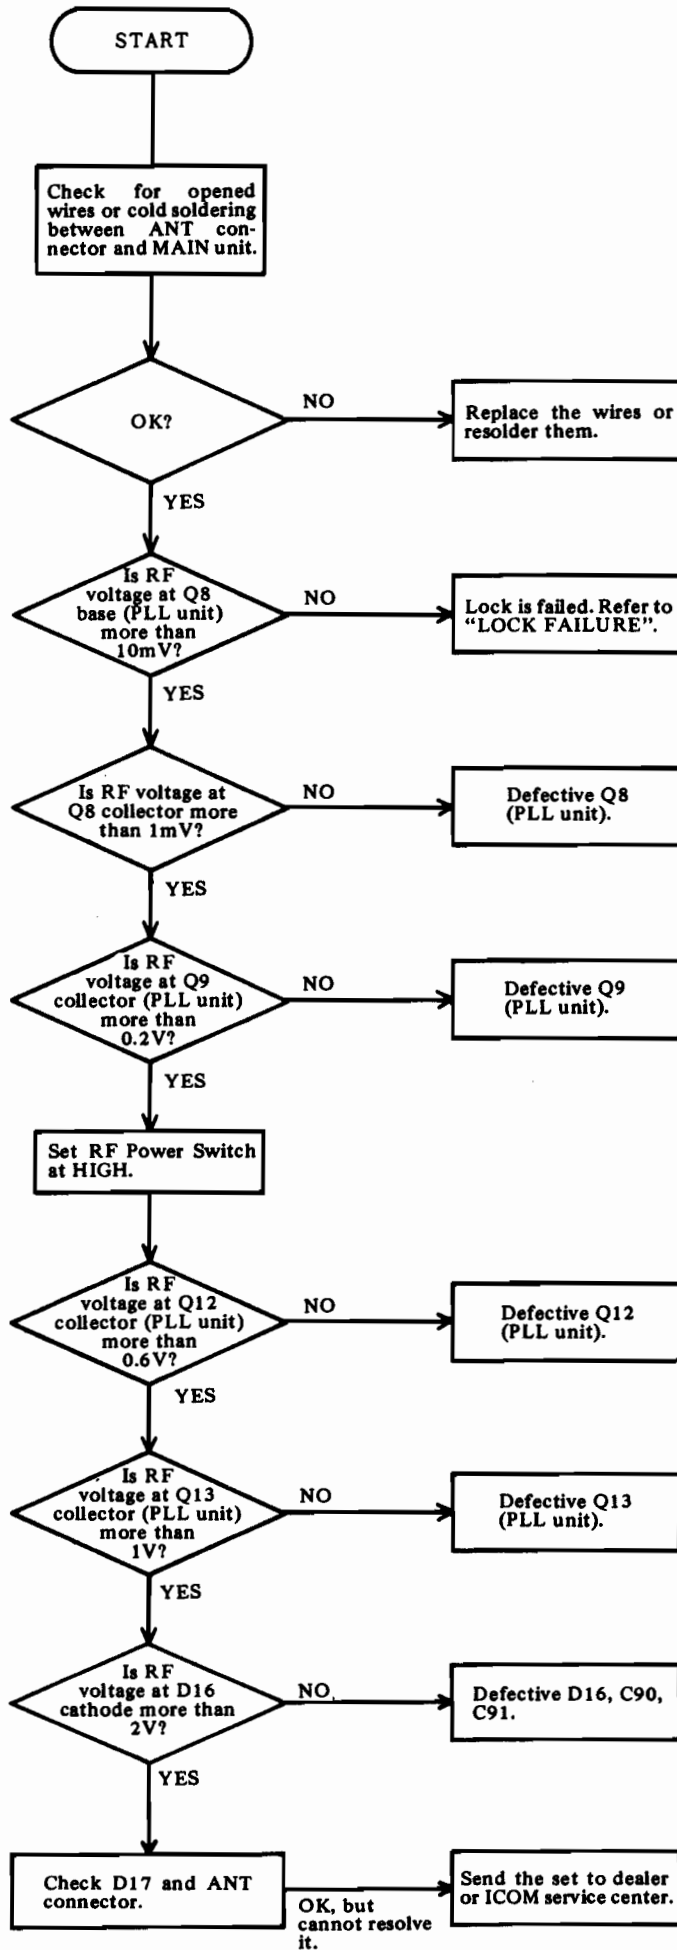 START
Check for opened
wires or cold soldering
between ANT con-
nector and MAIN unit.
OK?
NO
Replace the wires or
resolder them.
YES
Is RF
voltage at Q8
base (PLL unit)
more than
10mV?
NO
Lock is failed. Refer to
“LOCK FAILURE”.
YES
Is RF voltage at
Q8 collector more
than 1mV?
NO
Defective Q8
(PLL unit).
YES
Is RF
voltage at Q9
collector (PLL unit)
more than
0.2V?
NO
Defective Q9
(PLL unit).
YES
Set RF Power Switch
at HIGH.
Is RF
voltage at Q12
collector (PLL unit)
more than
0.6V?
NO
Defective Q12
(PLL unit).
YES
Is RF
voltage at Q13
collector (PLL unit)
more than
1V?
NO
Defective Q13
(PLL unit).
YES
Is RF
voltage at D16
cathode more than
2V?
NO
Defective D16, C90,
C91.
YES
Check D17 and ANT
connector.
OK, but
cannot resolve
it.
Send the set to dealer
or ICOM service center.